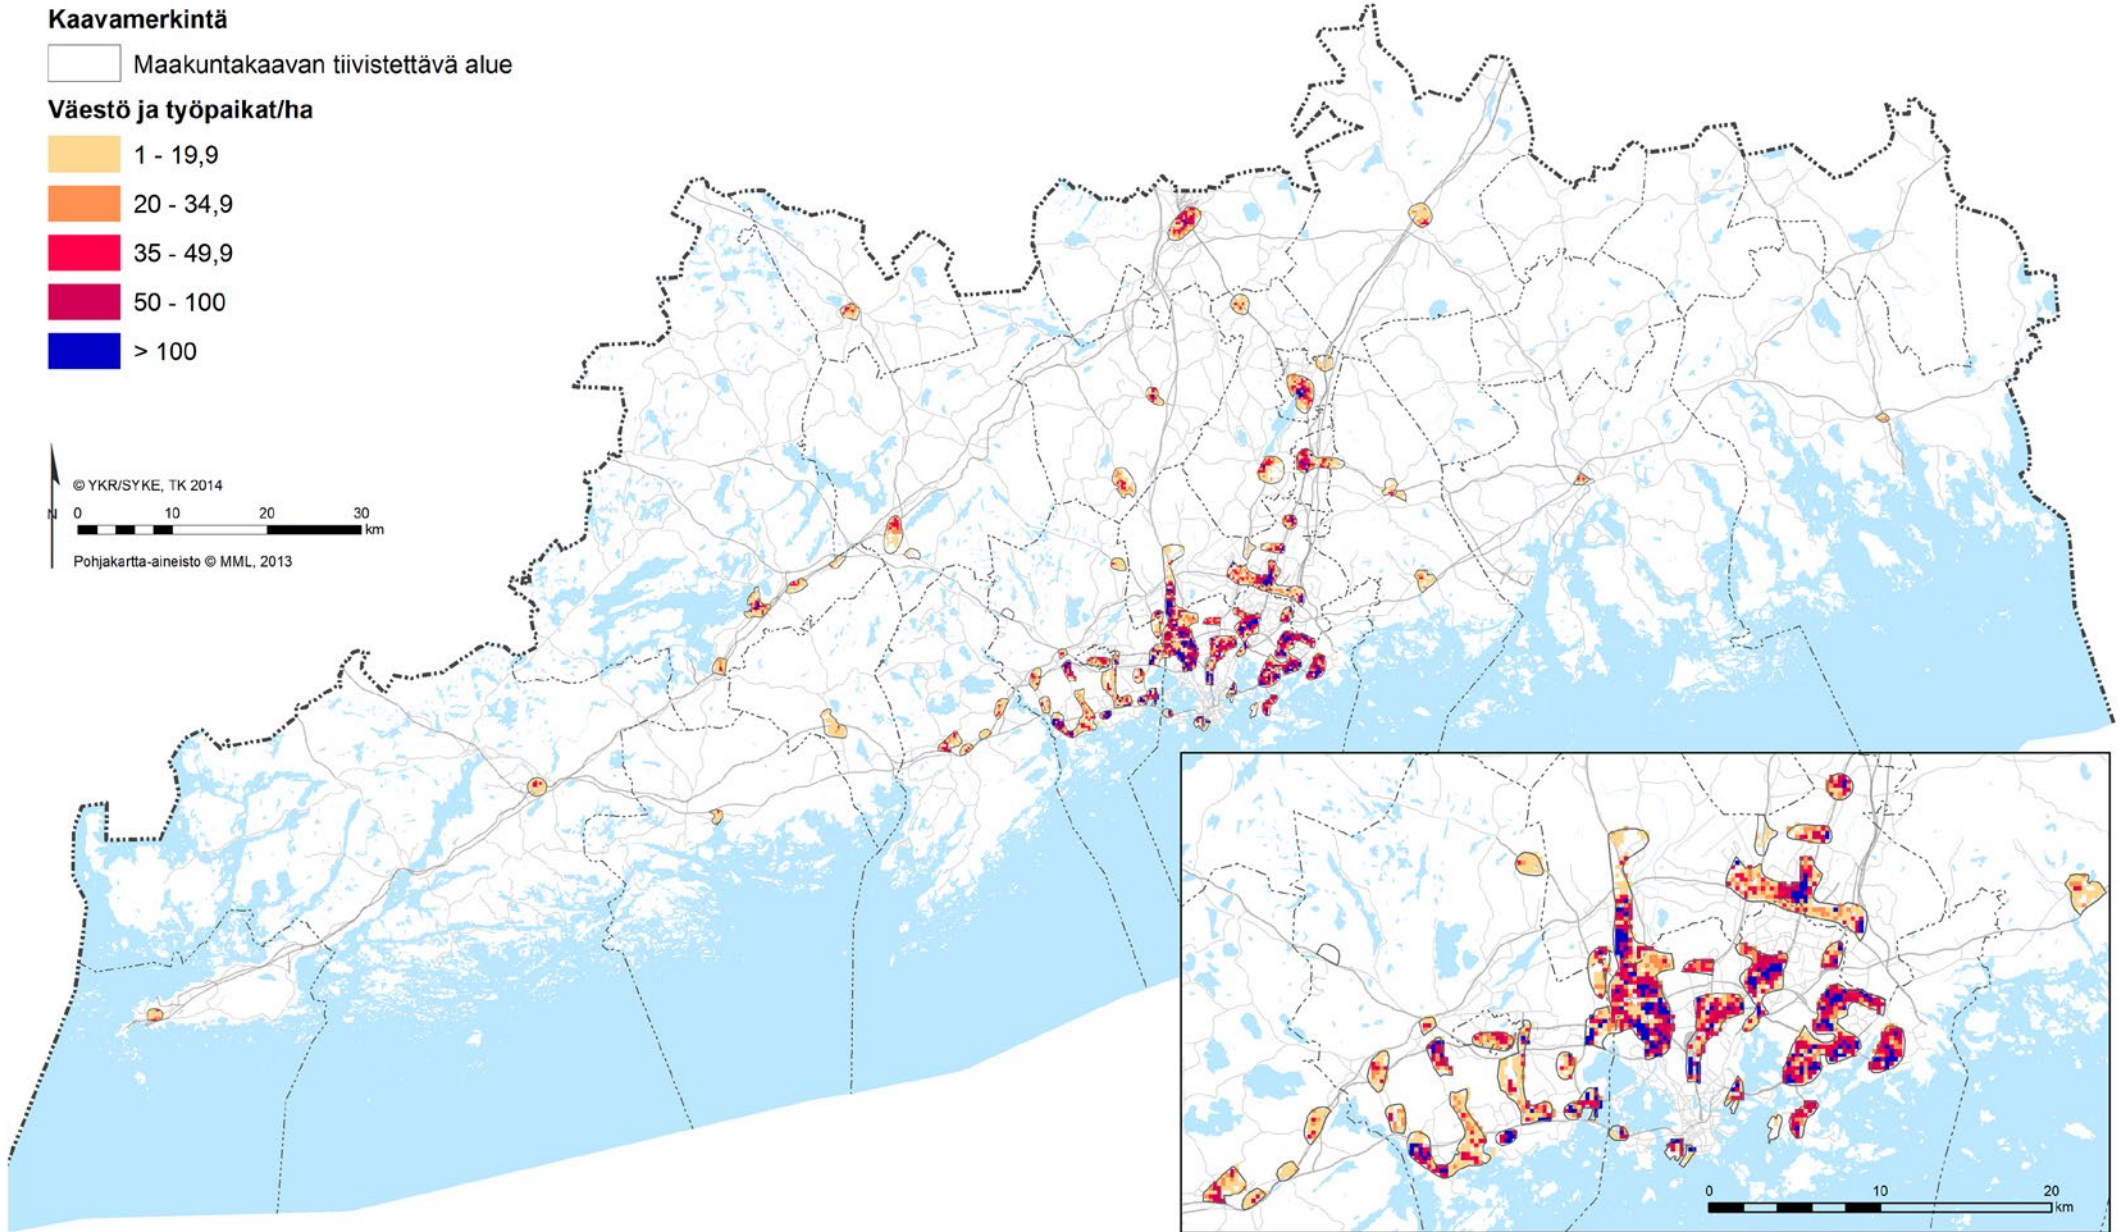 Kaavamerkintä
Maakuntakaavan tiivistettävä alue
Väestö ja työpaikat/ha
1 - 19,9
20 - 34,9
35 - 49,9
50 - 100
> 100
© YKR/SYKE, TK 2014
N 0 10 20 30 km
Pohjakartta-aineisto © MML, 2013
0 10 20 km